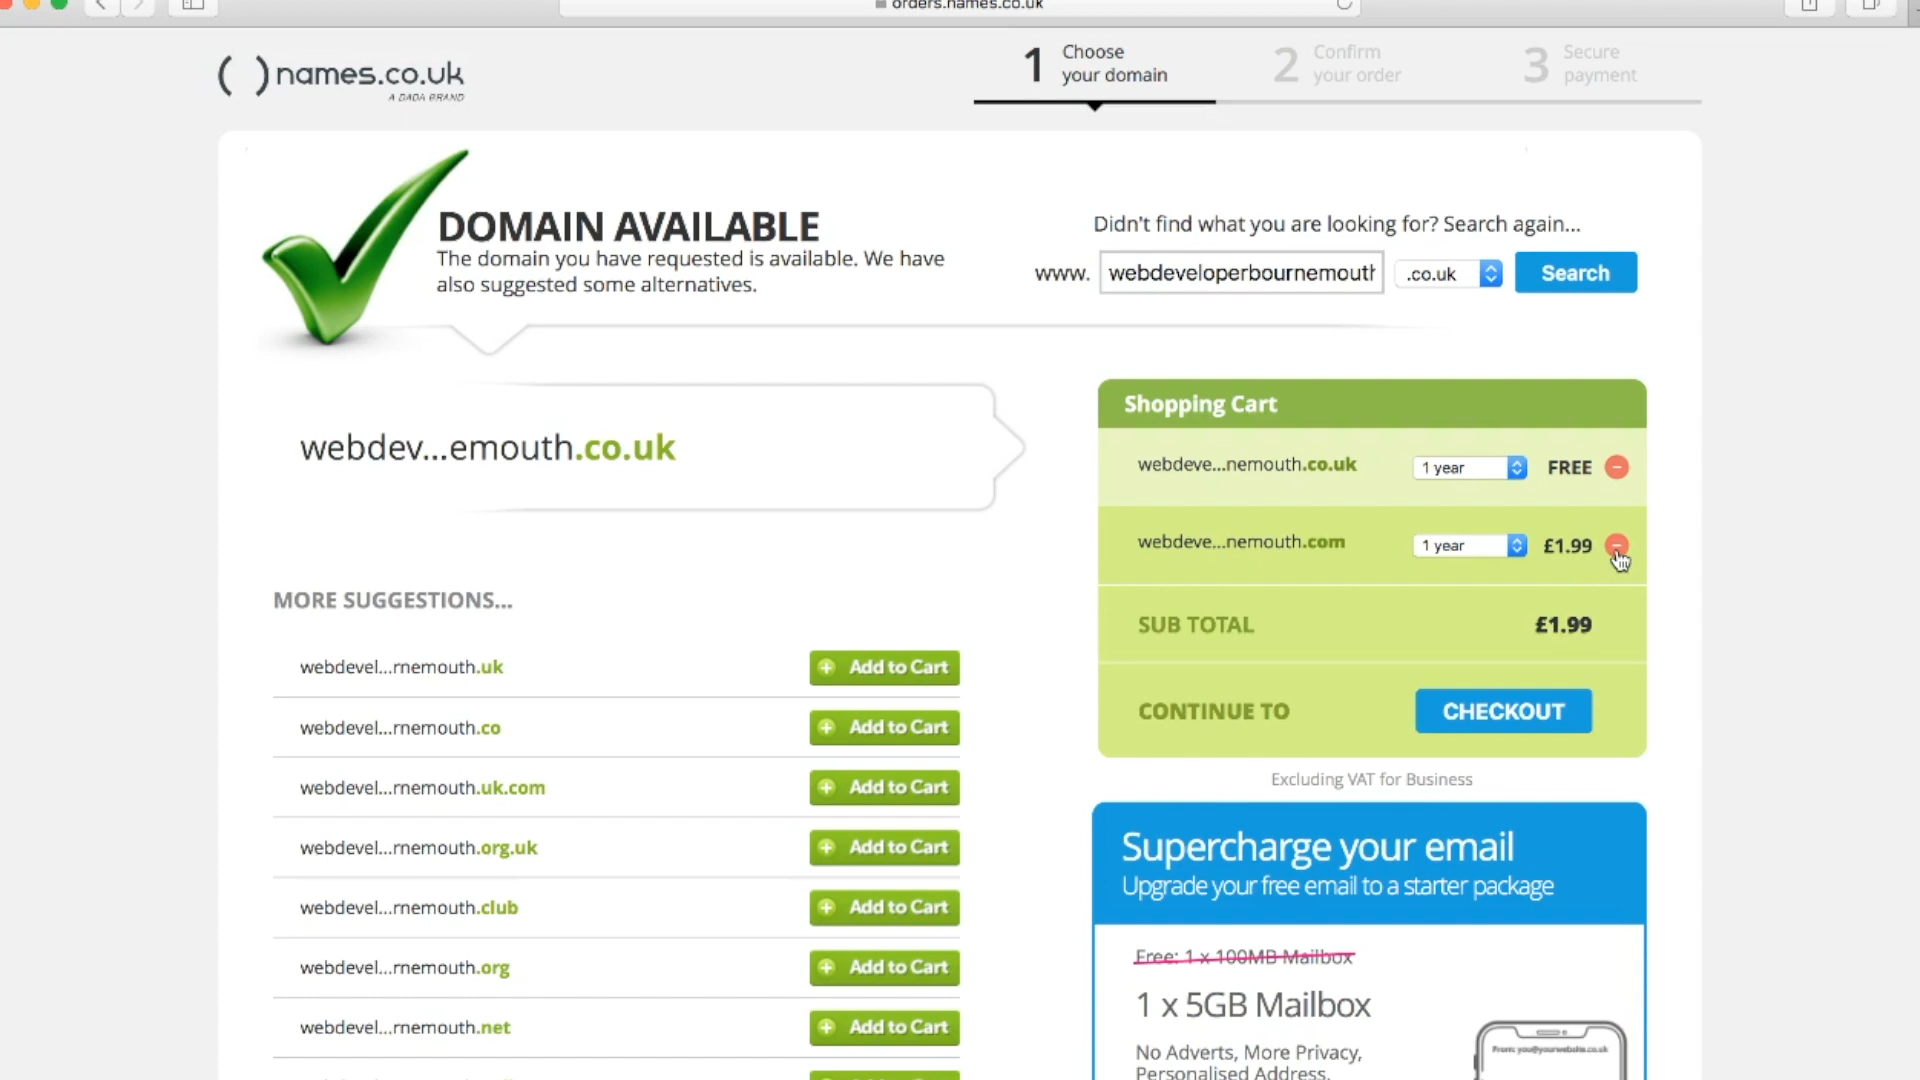 orders.names.co.uk
( ) names.co.uk
A DADA BRAND
1 Choose your domain
2 Confirm your order
3 Secure payment
DOMAIN AVAILABLE
The domain you have requested is available. We have
also suggested some alternatives.
Didn't find what you are looking for? Search again...
www. webdeveloperbournemouth .co.uk Search
webdev...emouth.co.uk
Shopping Cart
webdeve...nemouth.co.uk 1 year FREE
webdeve...nemouth.com 1 year £1.99
SUB TOTAL £1.99
CONTINUE TO CHECKOUT
Excluding VAT for Business
MORE SUGGESTIONS...
webdevel...rnemouth.uk Add to Cart
webdevel...rnemouth.co Add to Cart
webdevel...rnemouth.uk.com Add to Cart
webdevel...rnemouth.org.uk Add to Cart
webdevel...rnemouth.club Add to Cart
webdevel...rnemouth.org Add to Cart
webdevel...rnemouth.net Add to Cart
Supercharge your email
Upgrade your free email to a starter package
Free: 1 x 100MB Mailbox
1 x 5GB Mailbox
No Adverts, More Privacy,
Personalised Address.
From: you@yourwebsite.co.uk